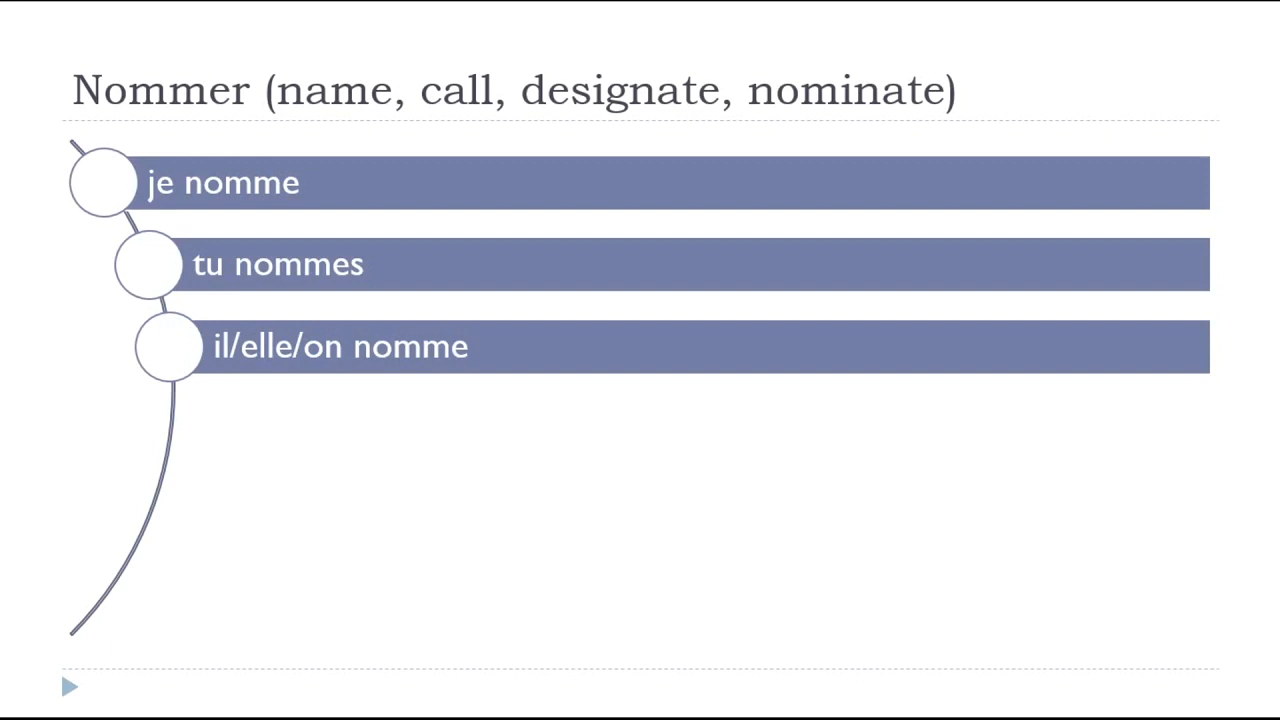 Nommer (name, call, designate, nominate)
je nomme
tu nommes
il/elle/on nomme